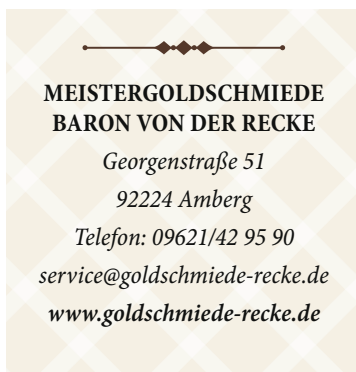 MEISTERGOLDSCHMIEDE
BARON VON DER RECKE
Georgenstraße 51
92224 Amberg
Telefon: 09621/42 95 90
service@goldschmiede-recke.de
www.goldschmiede-recke.de